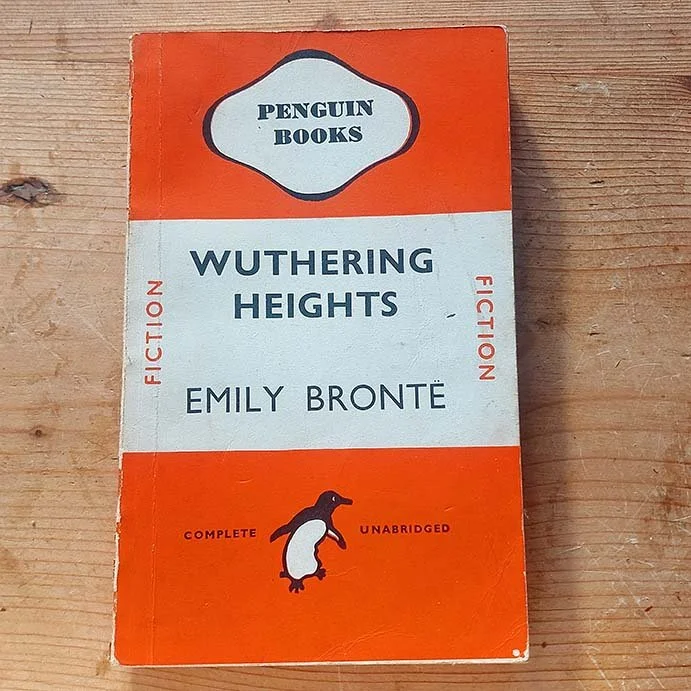 PENGUIN
BOOKS
WUTHERING
HEIGHTS
FICTION
FICTION
EMILY BRONTË
COMPLETE UNABRIDGED